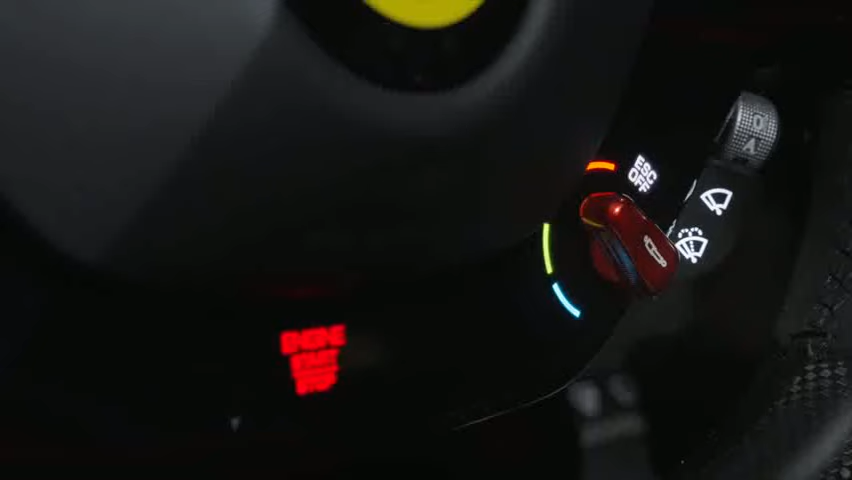 ESC
OFF
O
A
ENGINE
START
STOP